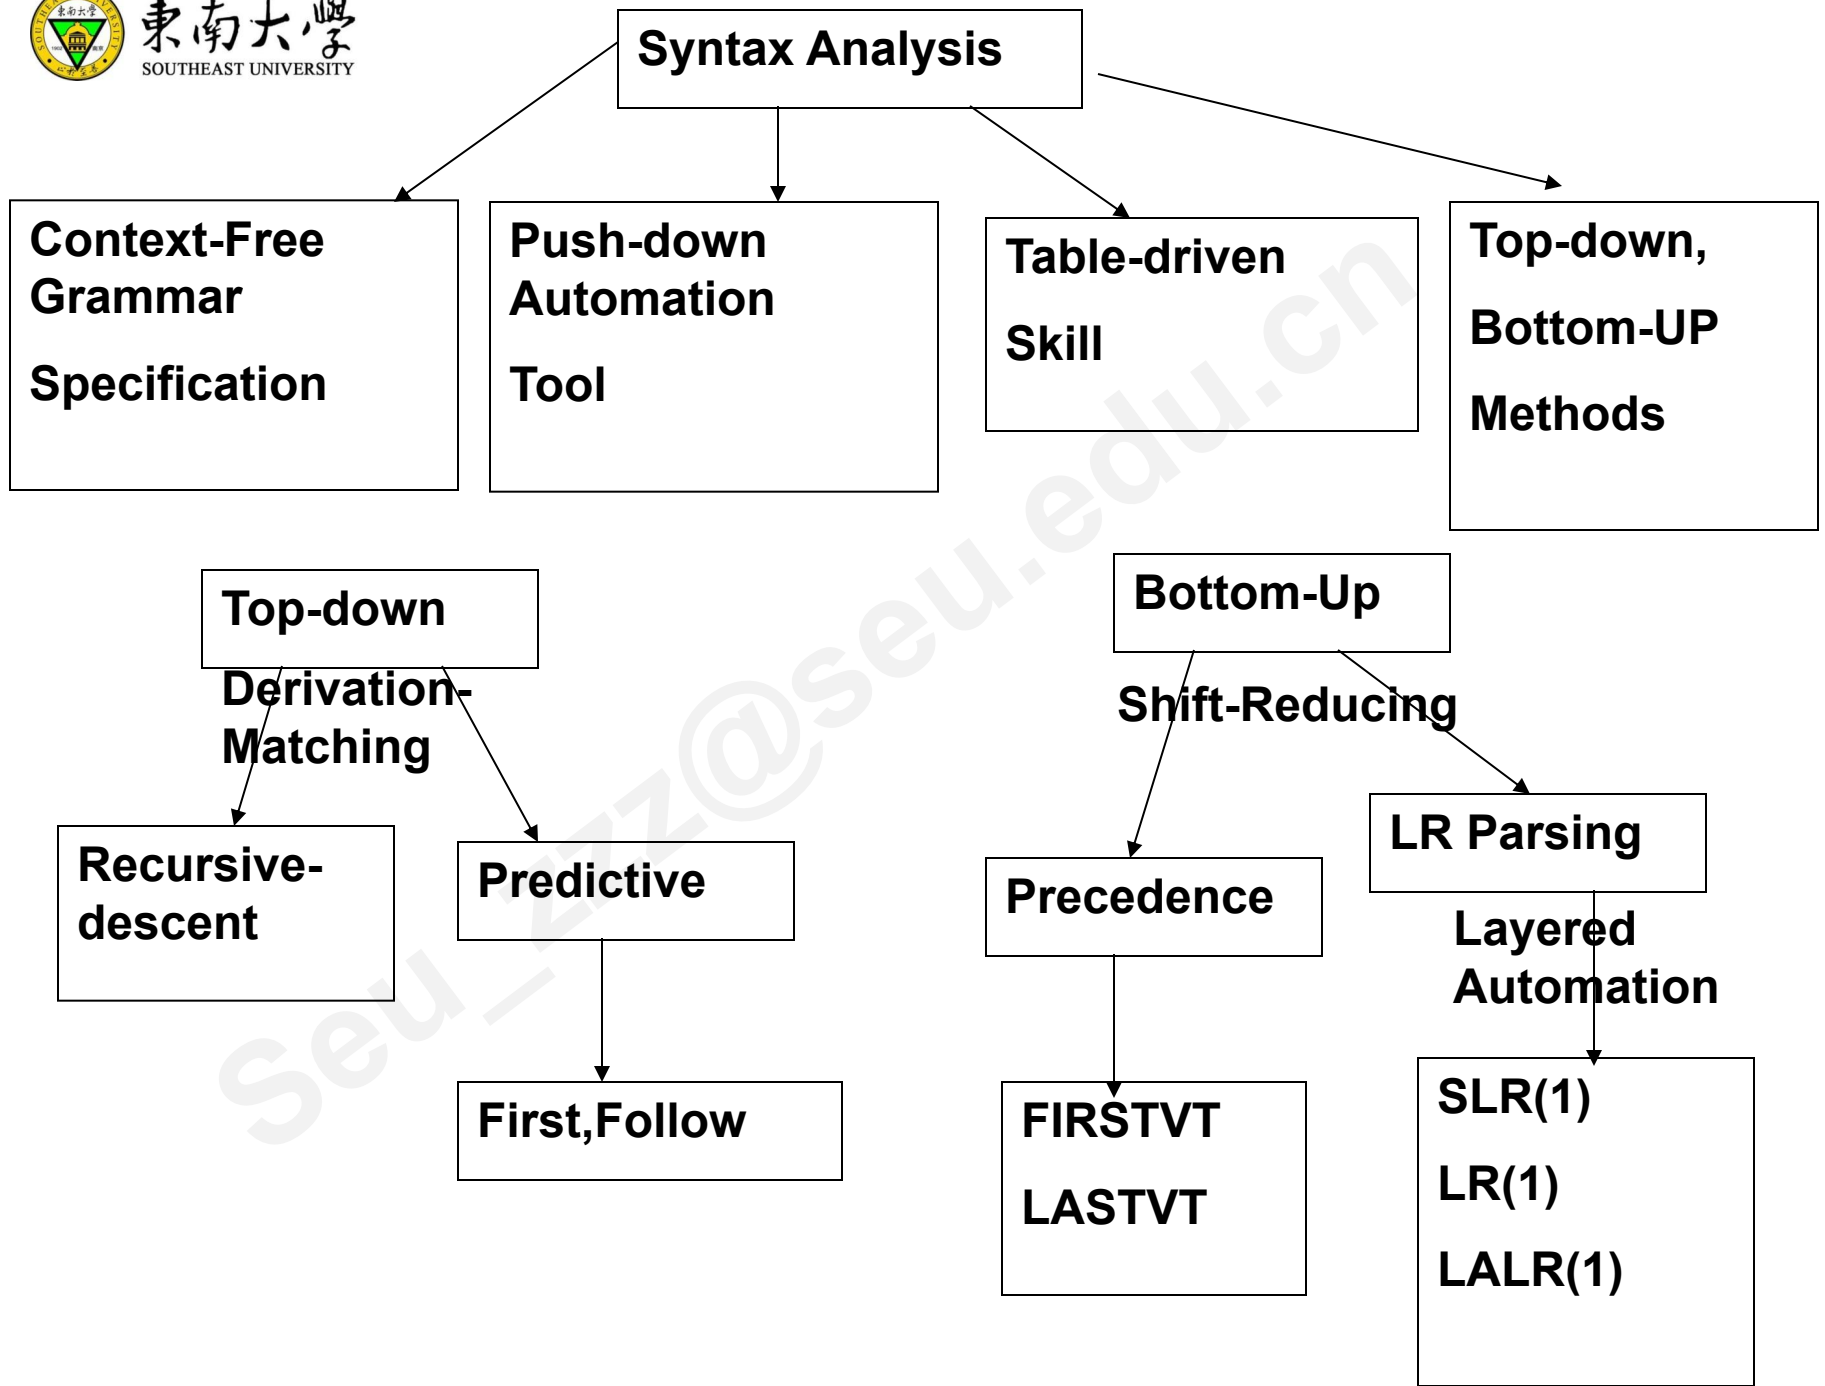 東南大學
SOUTHEAST UNIVERSITY
Syntax Analysis
Context-Free
Grammar
Specification
Push-down
Automation
Tool
Table-driven
Skill
Top-down,
Bottom-UP
Methods
Top-down
Derivation-
Matching
Recursive-
descent
Predictive
First,Follow
Bottom-Up
Shift-Reducing
Precedence
FIRSTVT
LASTVT
LR Parsing
Layered
Automation
SLR(1)
LR(1)
LALR(1)
Seu_zzz@seu.edu.cn